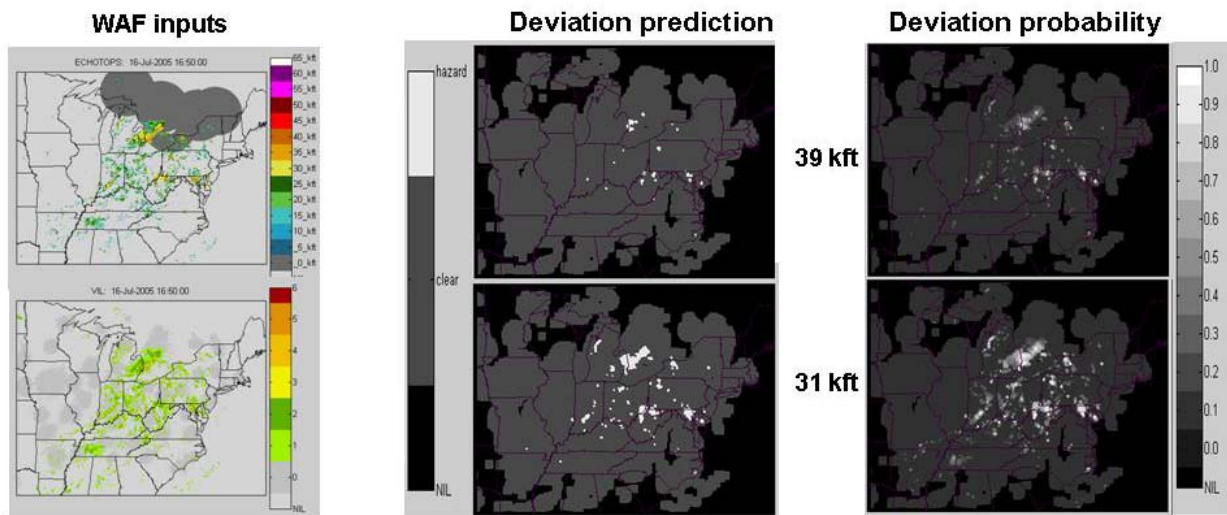 WAF inputs
Deviation prediction
Deviation probability
ECHOTOPS: 16-Jul-2005 16:50:00
65_kft
60_kft
55_kft
50_kft
45_kft
40_kft
35_kft
30_kft
25_kft
20_kft
15_kft
10_kft
_5_kft
_0_kft
VIL: 16-Jul-2005 16:50:00
6
5
4
3
2
1
0
NIL
hazard
clear
NIL
39 kft
31 kft
1.0
0.9
0.8
0.7
0.6
0.5
0.4
0.3
0.2
0.1
0.0
NIL